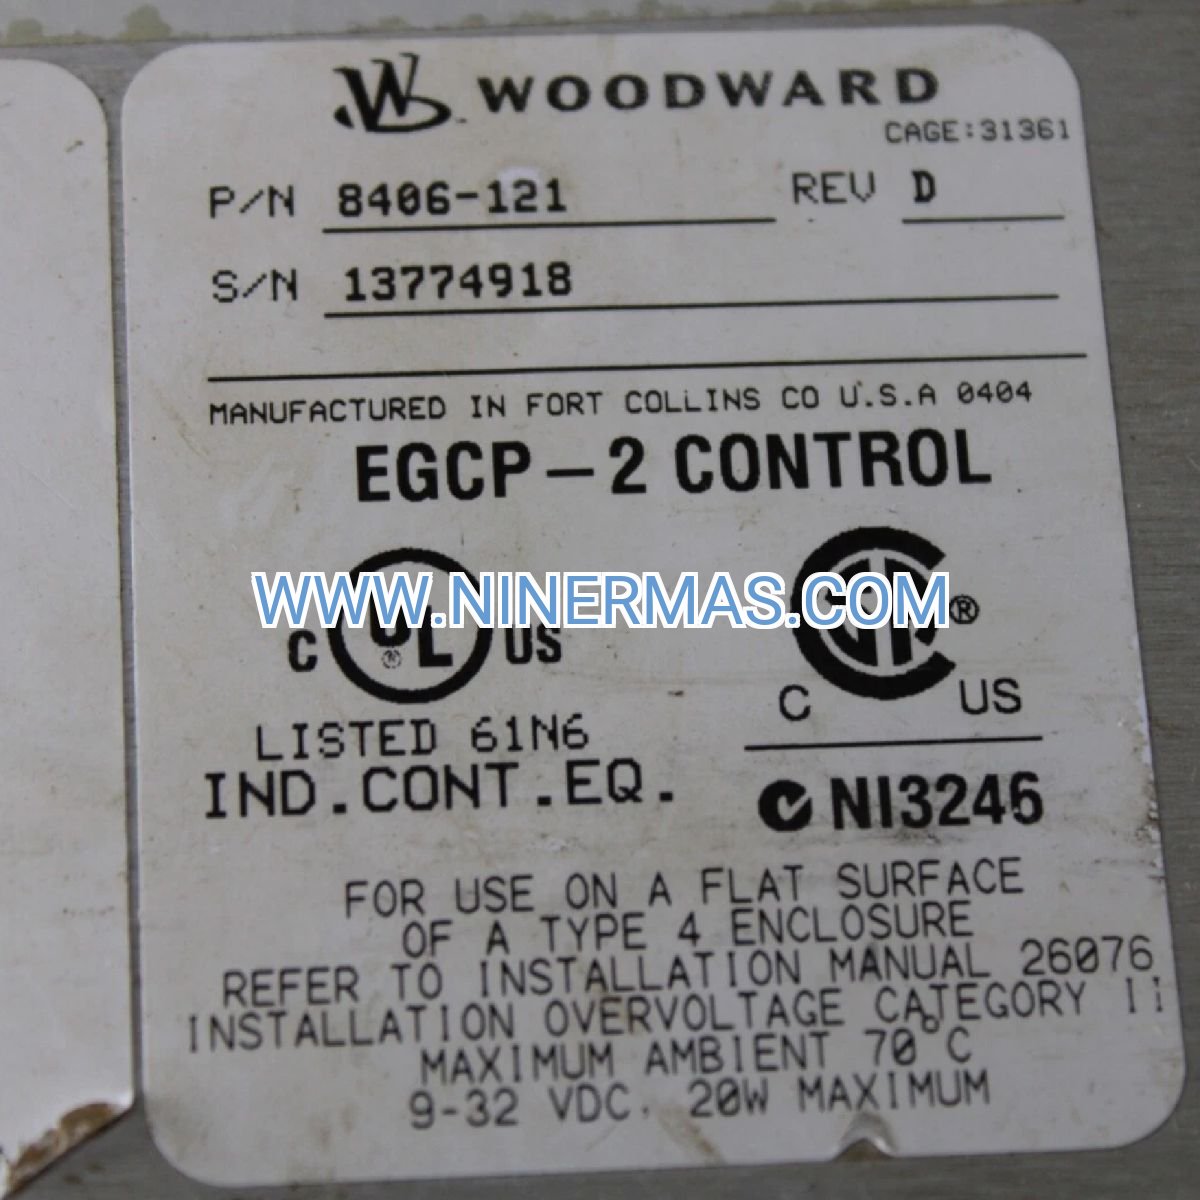 WOODWARD
CAGE:31361
P/N 8406-121 REV D
S/N 13774918
MANUFACTURED IN FORT COLLINS CO U.S.A 0404
EGCP-2 CONTROL
WWW.NINERMAS.COM
C UL® US
®
C US
LISTED 61N6
IND.CONT.EQ.
NI3246
FOR USE ON A FLAT SURFACE
OF A TYPE 4 ENCLOSURE
REFER TO INSTALLATION MANUAL 26076
INSTALLATION OVERVOLTAGE CATEGORY II
MAXIMUM AMBIENT 70°C
9-32 VDC. 20W MAXIMUM